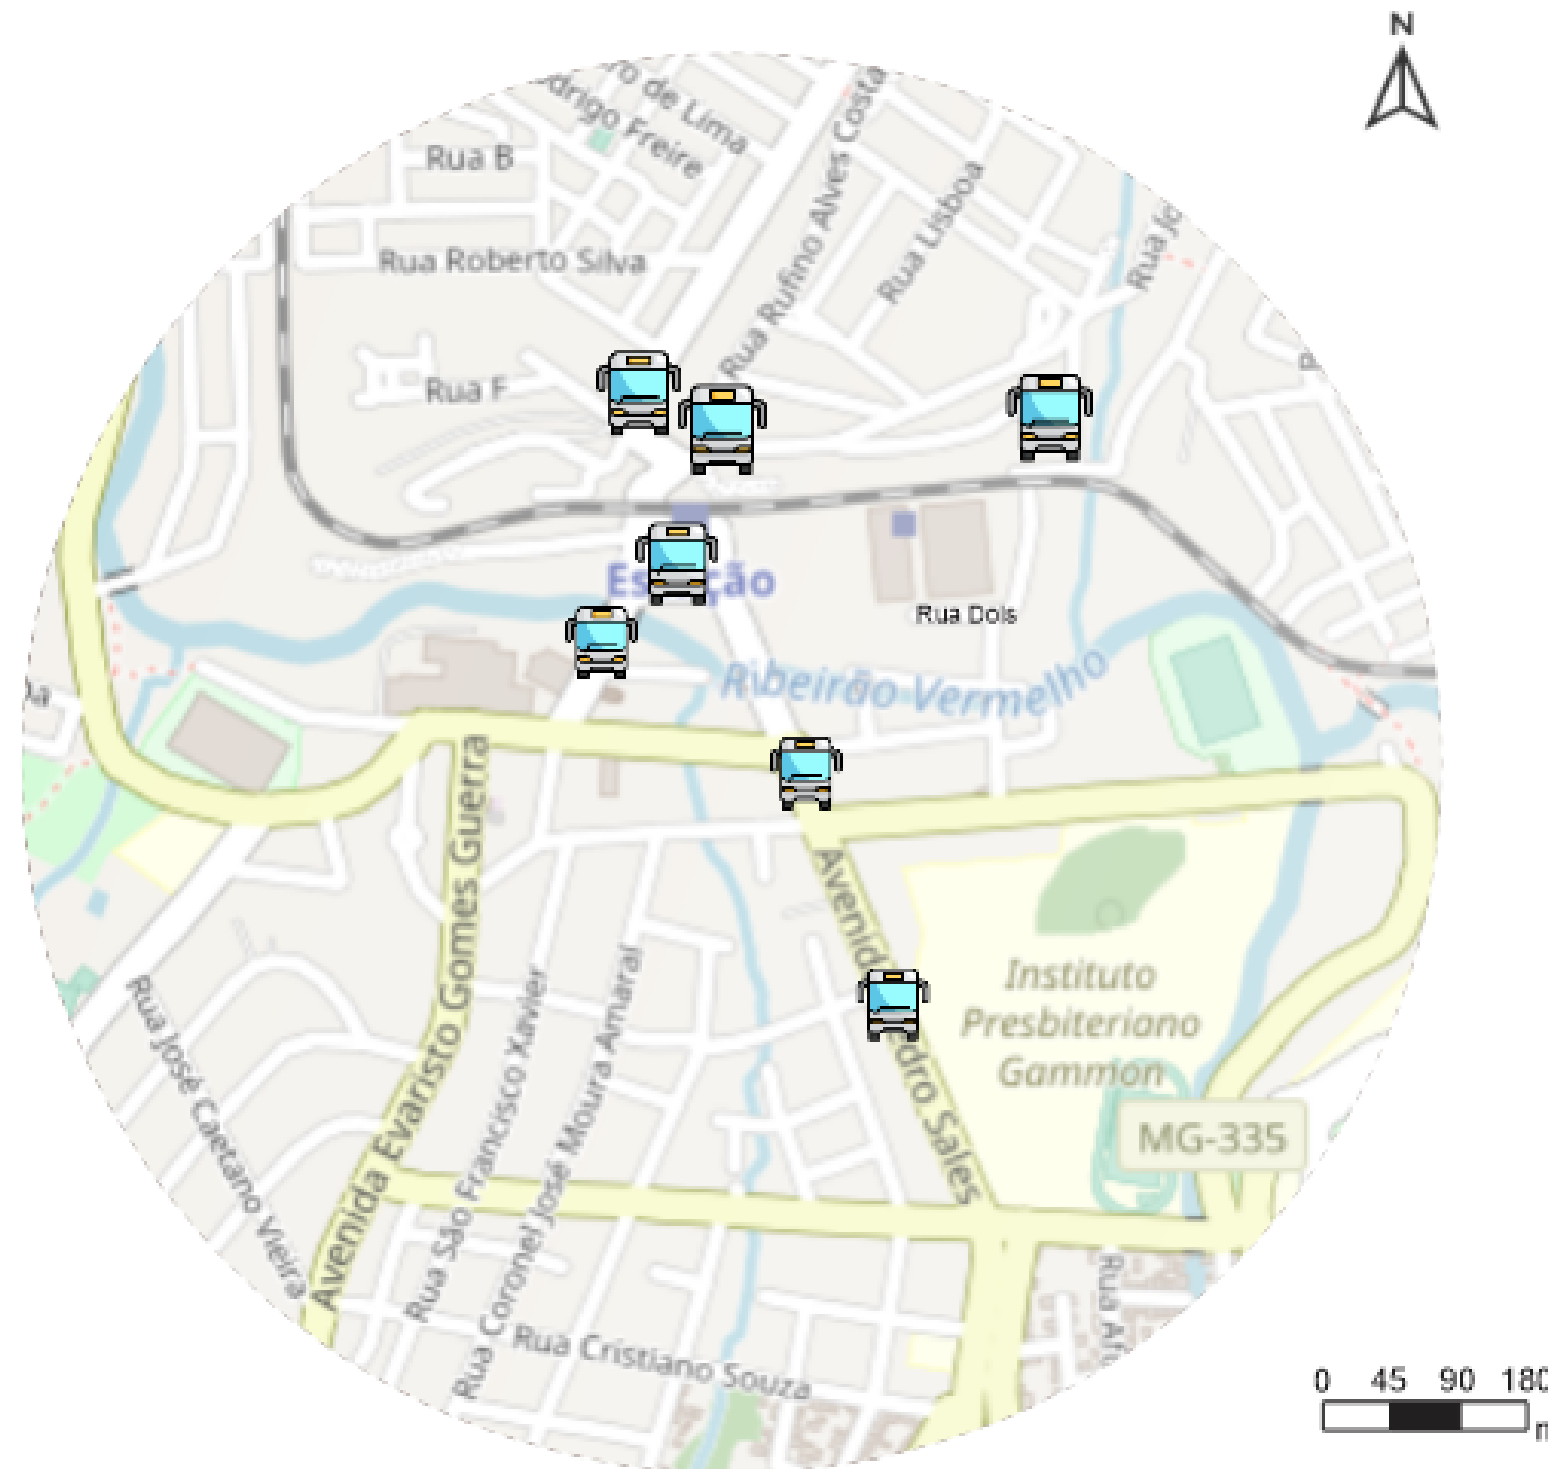 N
Rua B
Rua Roberto Silva
Rua F
Rua Rufino Alves Costa
Rua Lisboa
Rua Dois
Ribeirão Vermelho
Avenida Evaristo Gomes Guerra
Rua José Caetano Vieira
Rua São Francisco Xavier
Rua Coronel José Moura Amaral
Rua Cristiano Souza
Instituto
Presbiteriano
Gammon
MG-335
0 45 90 180